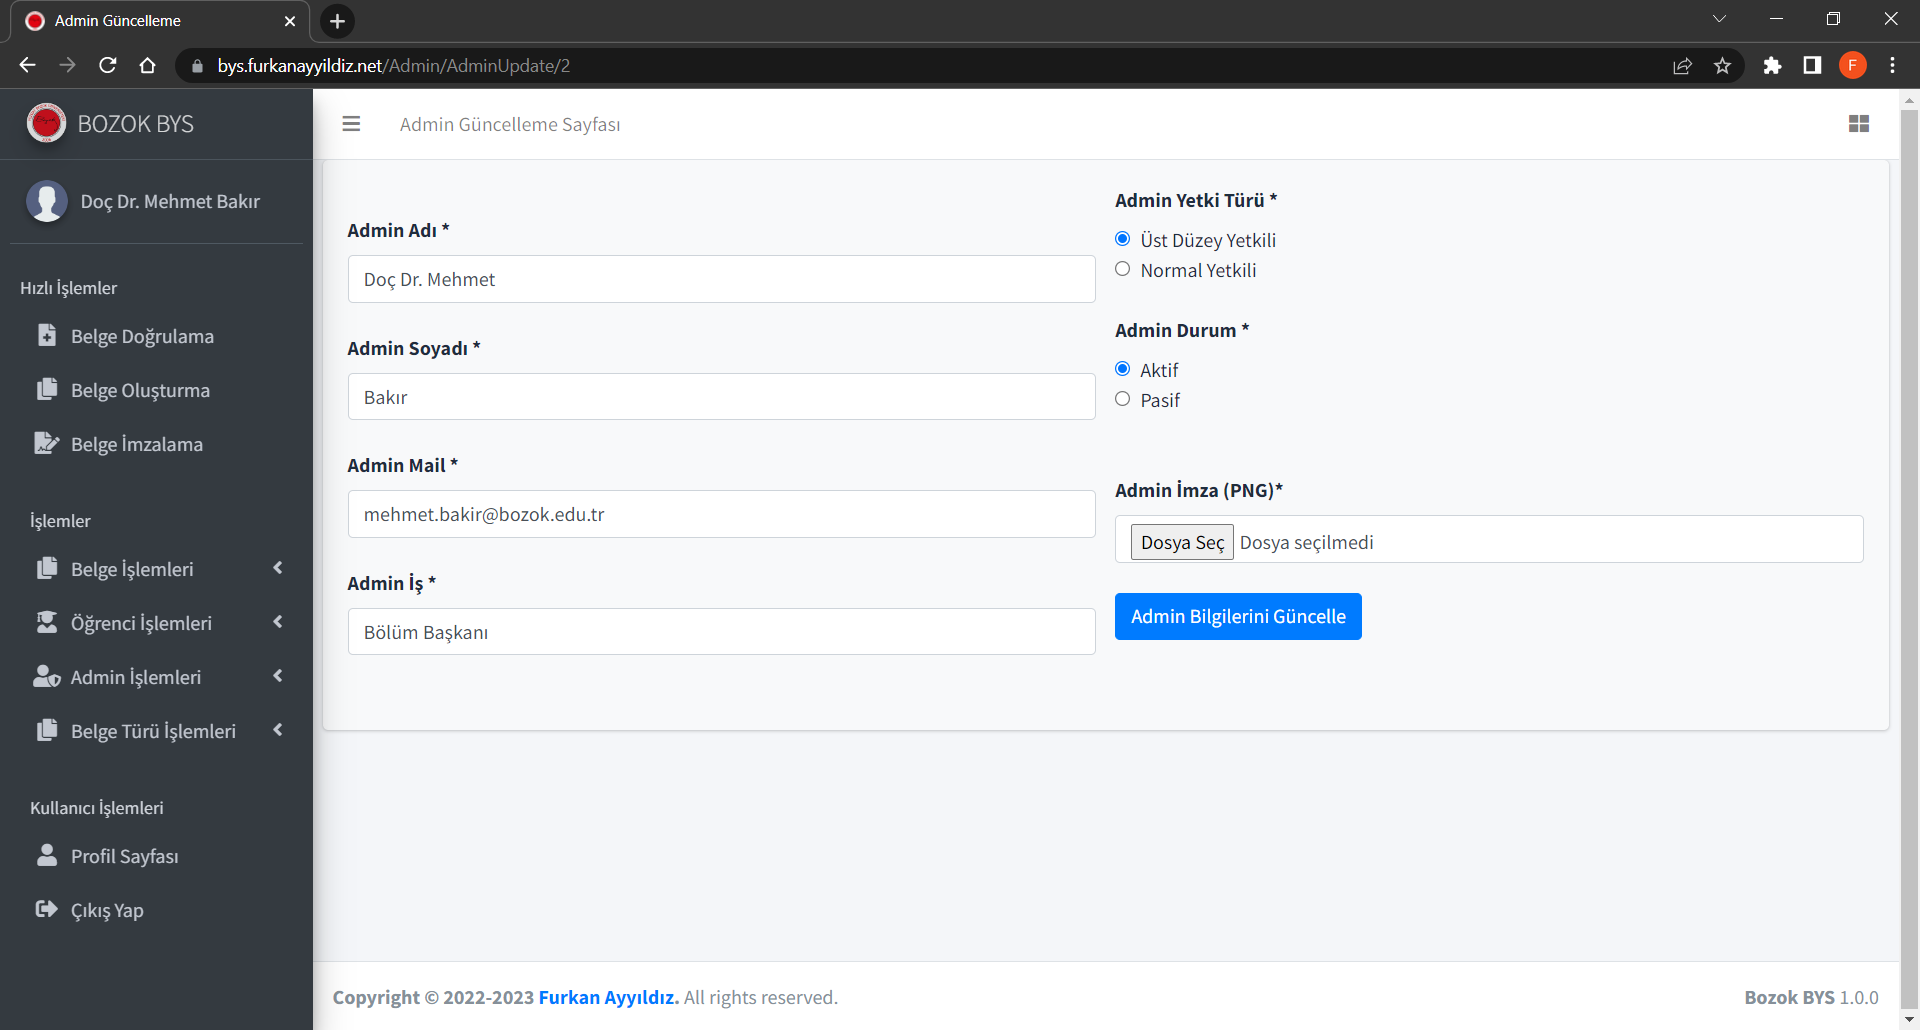 Admin Güncelleme
bys.furkanayyildiz.net/Admin/AdminUpdate/2
F
BOZOK BYS
Doç Dr. Mehmet Bakır
Hızlı İşlemler
Belge Doğrulama
Belge Oluşturma
Belge İmzalama
İşlemler
Belge İşlemleri
Öğrenci İşlemleri
Admin İşlemleri
Belge Türü İşlemleri
Kullanıcı İşlemleri
Profil Sayfası
Çıkış Yap
Admin Güncelleme Sayfası
Admin Adı *
Doç Dr. Mehmet
Admin Soyadı *
Bakır
Admin Mail *
mehmet.bakir@bozok.edu.tr
Admin İş *
Bölüm Başkanı
Admin Yetki Türü *
Üst Düzey Yetkili
Normal Yetkili
Admin Durum *
Aktif
Pasif
Admin İmza (PNG)*
Dosya Seç Dosya seçilmedi
Admin Bilgilerini Güncelle
Copyright © 2022-2023 Furkan Ayyıldız. All rights reserved.
Bozok BYS 1.0.0